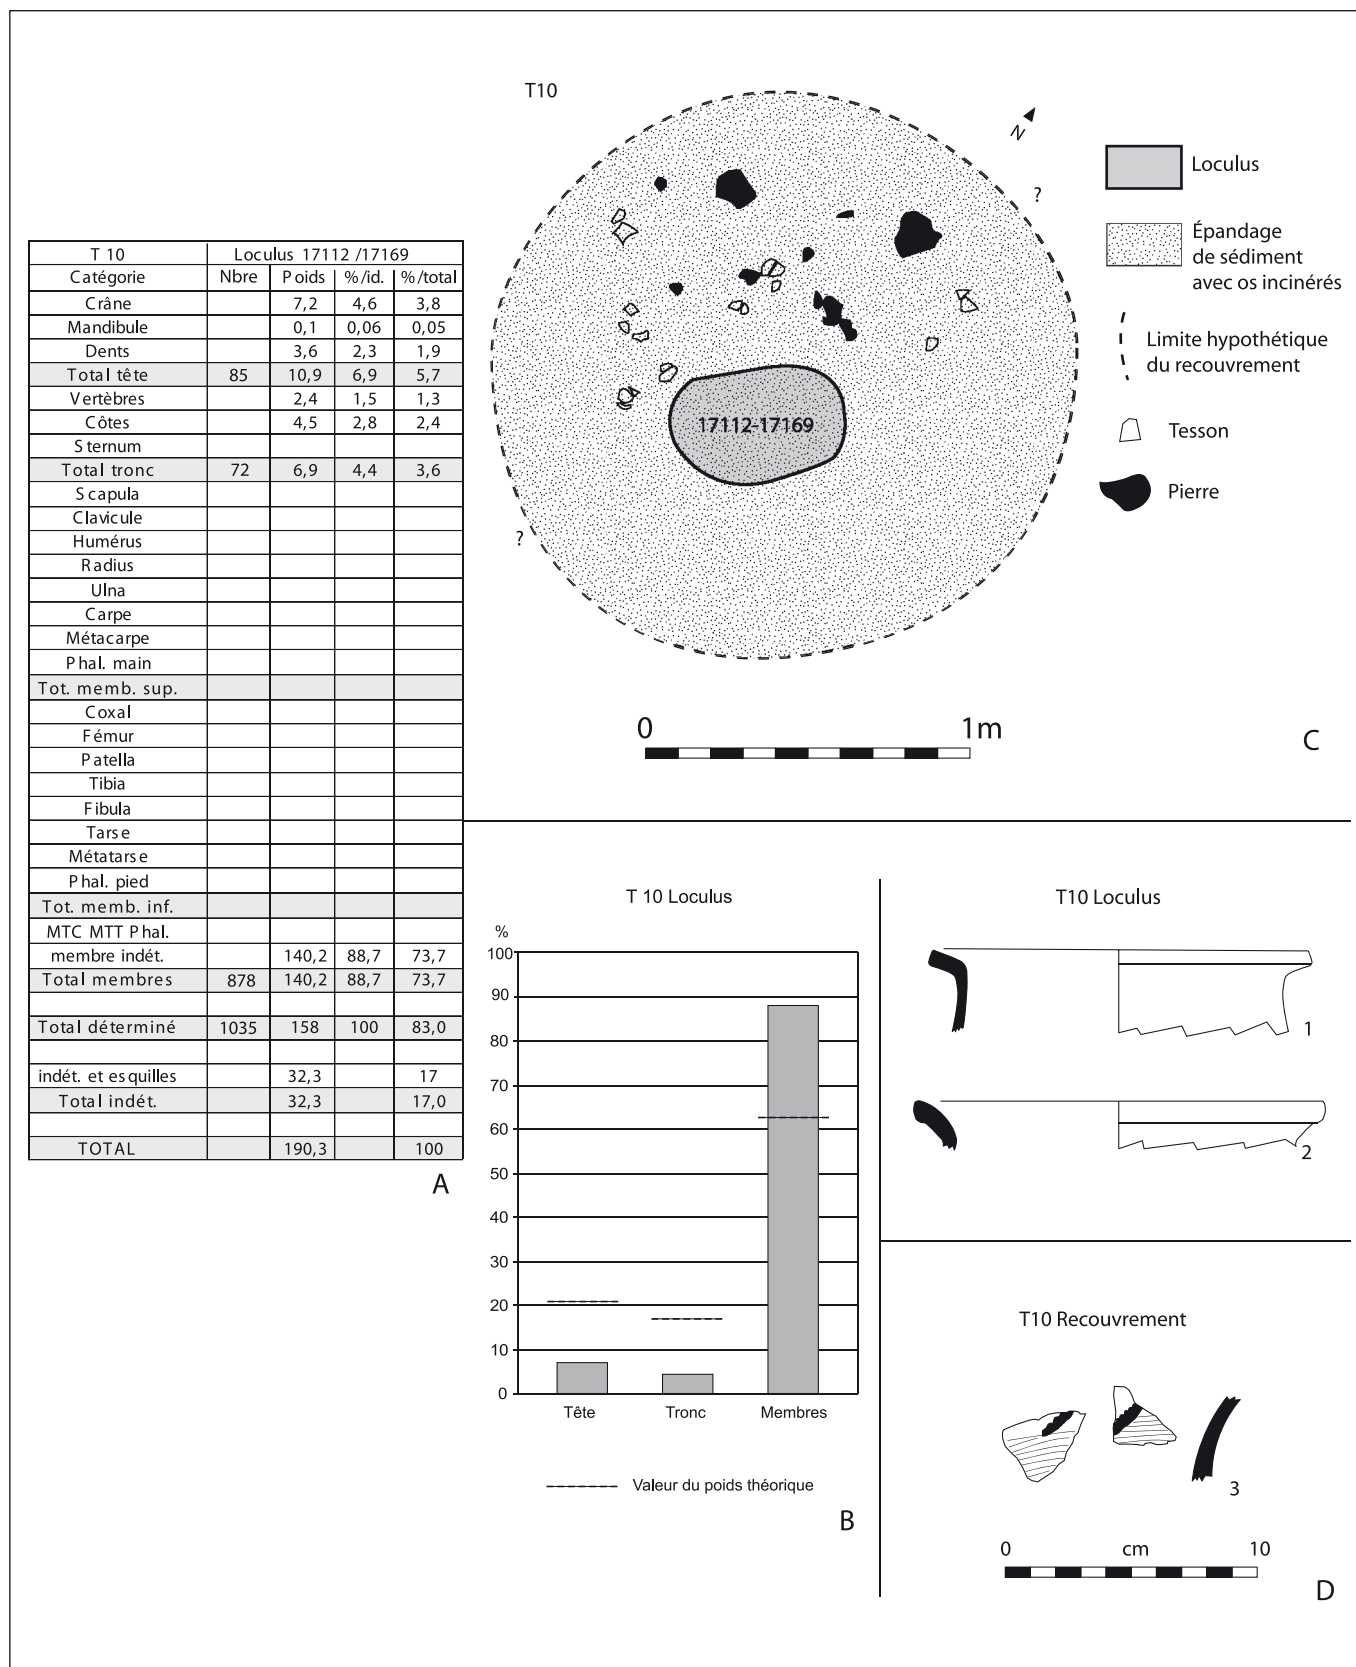 T 10 Loculus 17112 /17169
Catégorie Nbre Poids %/id. %/total
Crâne 7,2 4,6 3,8
Mandibule 0,1 0,06 0,05
Dents 3,6 2,3 1,9
Total tête 85 10,9 6,9 5,7
Vertèbres 2,4 1,5 1,3
Côtes 4,5 2,8 2,4
Sternum
Total tronc 72 6,9 4,4 3,6
Scapula
Clavicule
Humérus
Radius
Ulna
Carpe
Métacarpe
Phal. main
Tot. memb. sup.
Coxal
Fémur
Patella
Tibia
Fibula
Tarse
Métatarse
Phal. pied
Tot. memb. inf.
MTC MTT Phal.
membre indét. 140,2 88,7 73,7
Total membres 878 140,2 88,7 73,7
Total déterminé 1035 158 100 83,0
indét. et esquilles 32,3 17
Total indét. 32,3 17,0
TOTAL 190,3 100
A
T10
N
?
?
17112-17169
Loculus
Épandage
de sédiment
avec os incinérés
Limite hypothétique
du recouvrement
Tesson
Pierre
0 1m
C
T 10 Loculus
%
100
90
80
70
60
50
40
30
20
10
0
Tête Tronc Membres
Valeur du poids théorique
B
T10 Loculus
1
2
T10 Recouvrement
3
0 cm 10
D